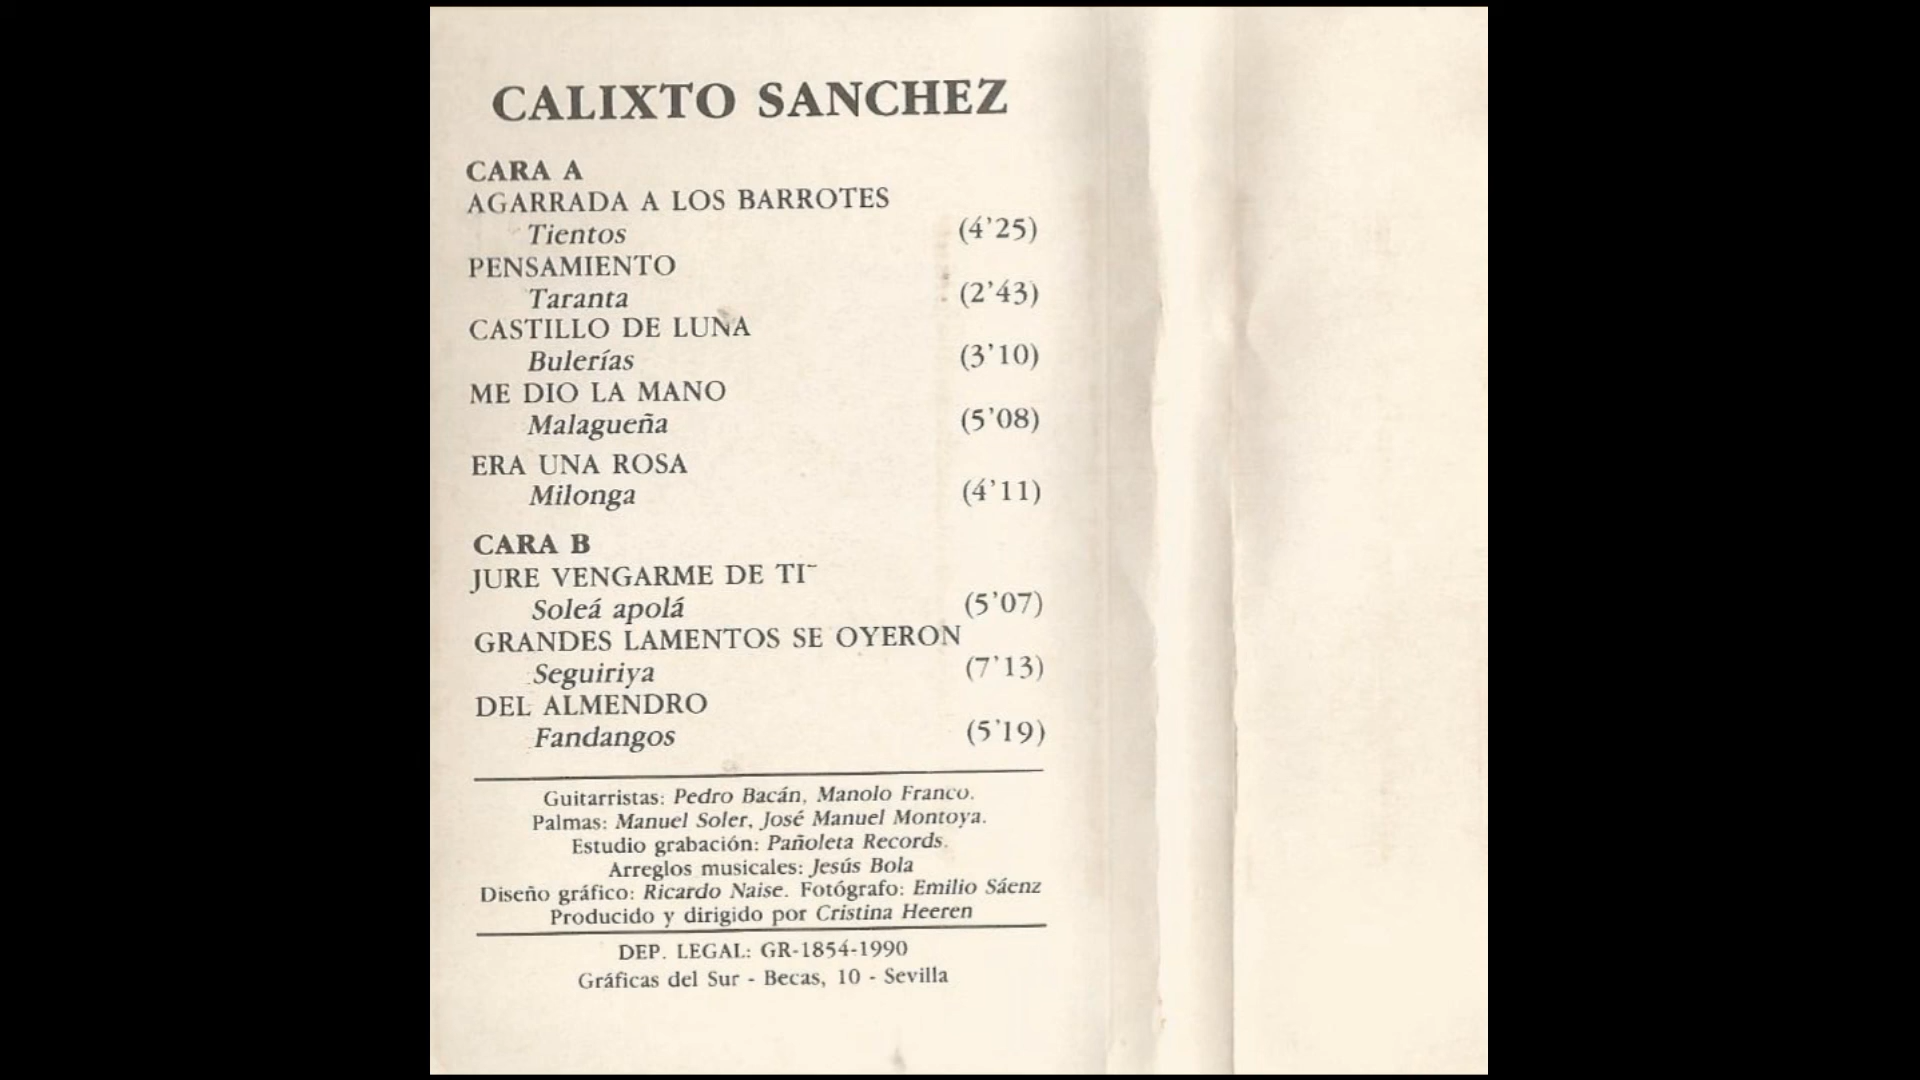 CALIXTO SANCHEZ
CARA A
AGARRADA A LOS BARROTES
Tientos (4'25)
PENSAMIENTO
Taranta (2'43)
CASTILLO DE LUNA
Bulerías (3'10)
ME DIO LA MANO
Malagueña (5'08)
ERA UNA ROSA
Milonga (4'11)
CARA B
JURE VENGARME DE TI
Soleá apolá (5'07)
GRANDES LAMENTOS SE OYERON
Seguiriya (7'13)
DEL ALMENDRO
Fandangos (5'19)
Guitarristas: Pedro Bacán, Manolo Franco.
Palmas: Manuel Soler, José Manuel Montoya.
Estudio grabación: Pañoleta Records.
Arreglos musicales: Jesús Bola
Diseño gráfico: Ricardo Naise. Fotógrafo: Emilio Sáenz
Producido y dirigido por Cristina Heeren
DEP. LEGAL: GR-1854-1990
Gráficas del Sur - Becas, 10 - Sevilla